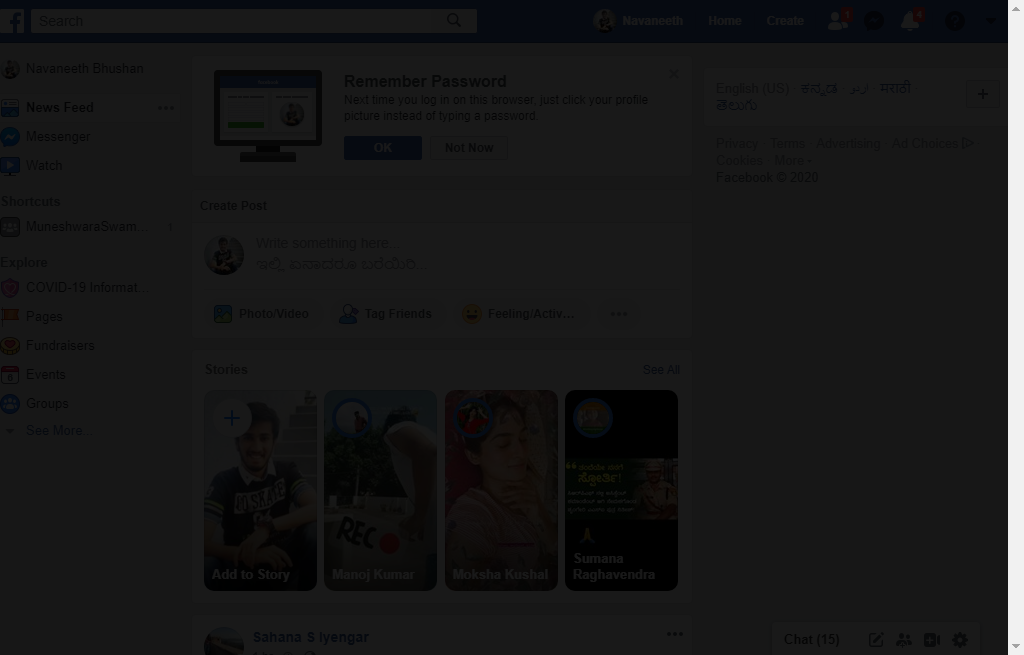 Search
Navaneeth
Home
Create
1
4
Navaneeth Bhushan
News Feed
Messenger
Watch
Shortcuts
MuneshwaraSwam...
Explore
COVID-19 Informat...
Pages
Fundraisers
Events
Groups
See More...
Remember Password
Next time you log in on this browser, just click your profile
picture instead of typing a password.
OK
Not Now
Create Post
Write something here...
ಇಲ್ಲಿ ಏನಾದರೂ ಬರೆಯಿರಿ...
Photo/Video
Tag Friends
Feeling/Activ...
Stories
See All
Add to Story
REC
Manoj Kumar
Moksha Kushal
ಸ್ಪೂರ್ತಿ!
Sumana
Raghavendra
Sahana S Iyengar
English (US) ಕನ್ನಡ اردو मराठी
తెలుగు
Privacy · Terms · Advertising · Ad Choices
Cookies · More
Facebook © 2020
Chat (15)